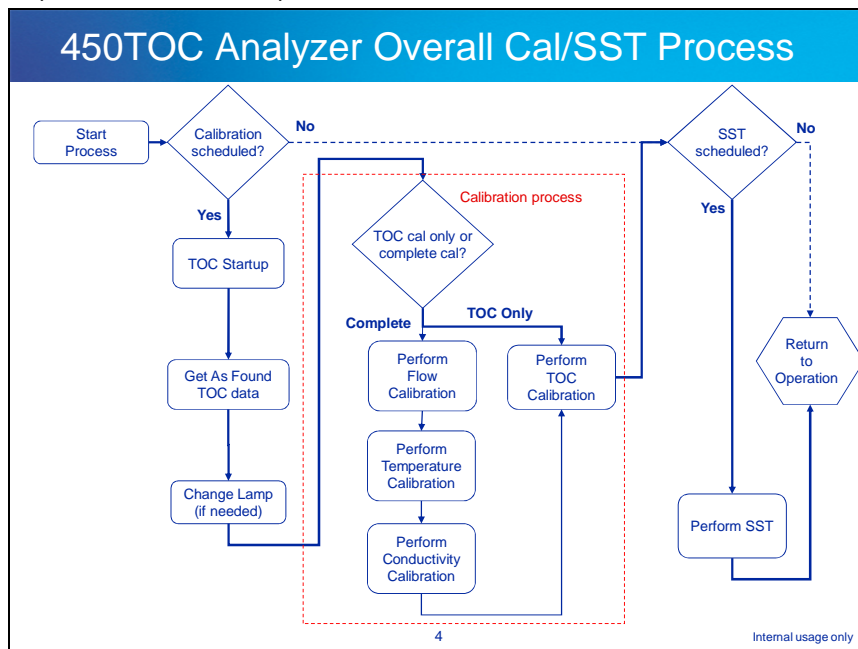 450TOC Analyzer Overall Cal/SST Process
Start
Process
Calibration
scheduled?
No
Yes
TOC Startup
Get As Found
TOC data
Change Lamp
(if needed)
Calibration process
TOC cal only or
complete cal?
Complete
TOC Only
Perform
Flow
Calibration
Perform
Temperature
Calibration
Perform
Conductivity
Calibration
Perform
TOC
Calibration
SST
scheduled?
No
Yes
Perform SST
Return
to
Operation
4
Internal usage only